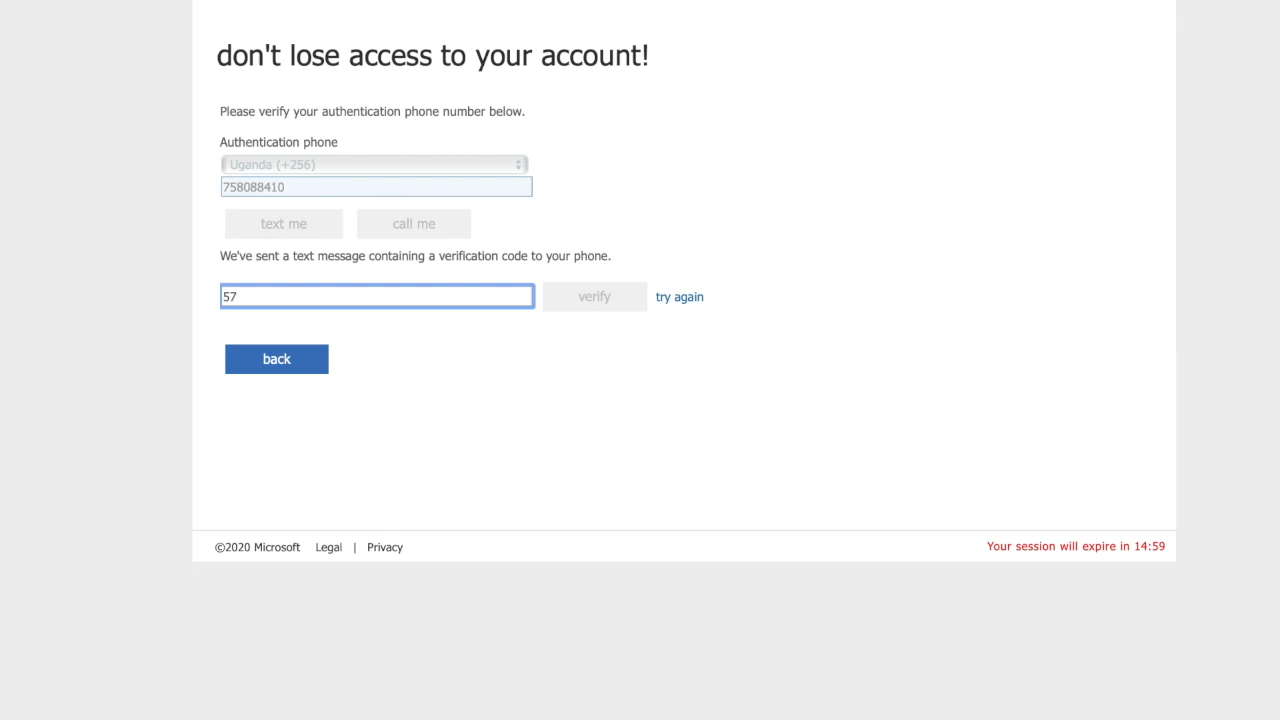 don't lose access to your account!
Please verify your authentication phone number below.
Authentication phone
Uganda (+256)
758088410
text me call me
We've sent a text message containing a verification code to your phone.
57 verify try again
back
©2020 Microsoft Legal | Privacy Your session will expire in 14:59